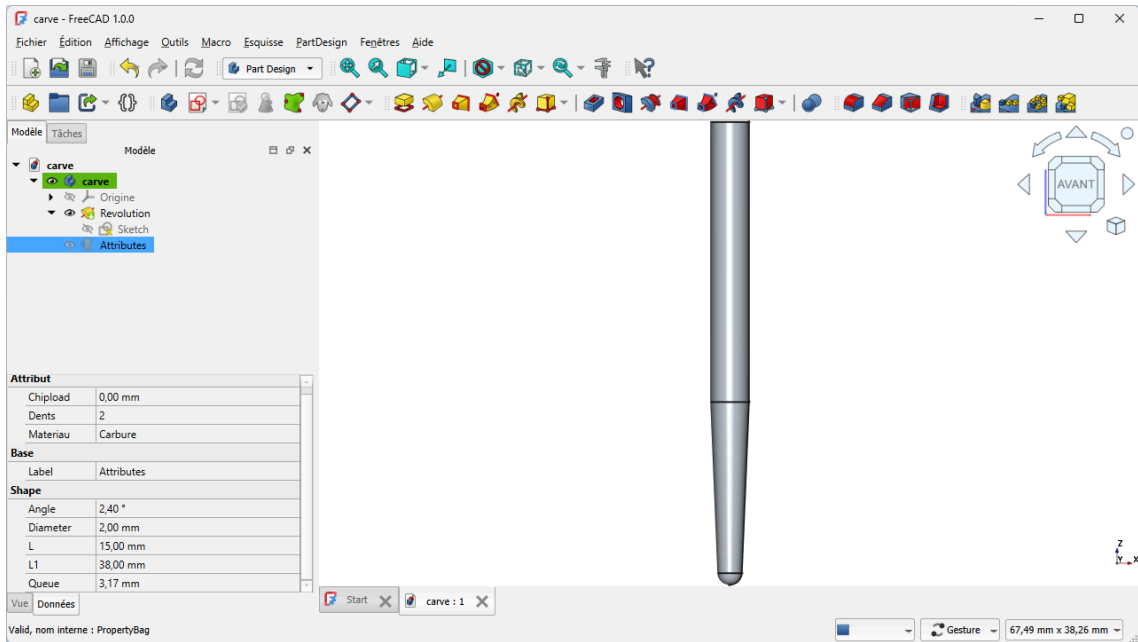 carve - FreeCAD 1.0.0
Fichier Édition Affichage Outils Macro Esquisse PartDesign Fenêtres Aide
Part Design
Modèle Tâches
Modèle
carve
carve
Origine
Revolution
Sketch
Attributes
AVANT
Attribut
Chipload 0,00 mm
Dents 2
Materiau Carbure
Base
Label Attributes
Shape
Angle 2,40 °
Diameter 2,00 mm
L 15,00 mm
L1 38,00 mm
Queue 3,17 mm
Z
Y X
Vue Données
Start carve : 1
Valid, nom interne : PropertyBag
Gesture 67,49 mm x 38,26 mm